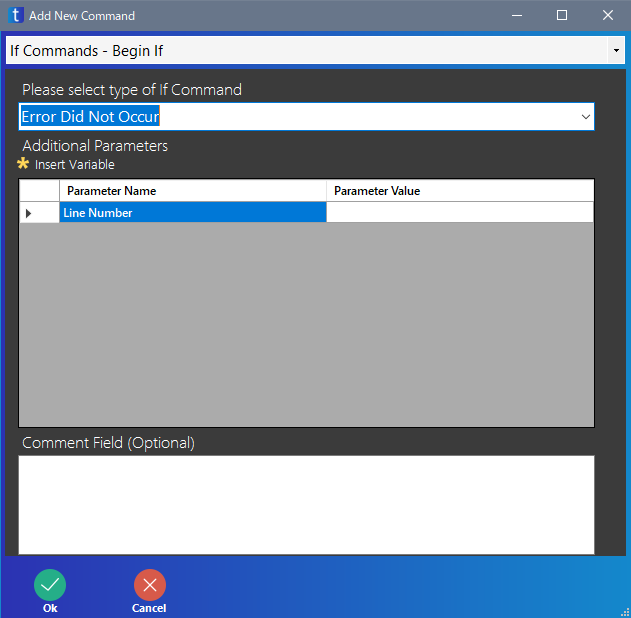 t Add New Command
If Commands - Begin If
Please select type of If Command
Error Did Not Occur
Additional Parameters
* Insert Variable
Parameter Name Parameter Value
Line Number
Comment Field (Optional)
Ok Cancel